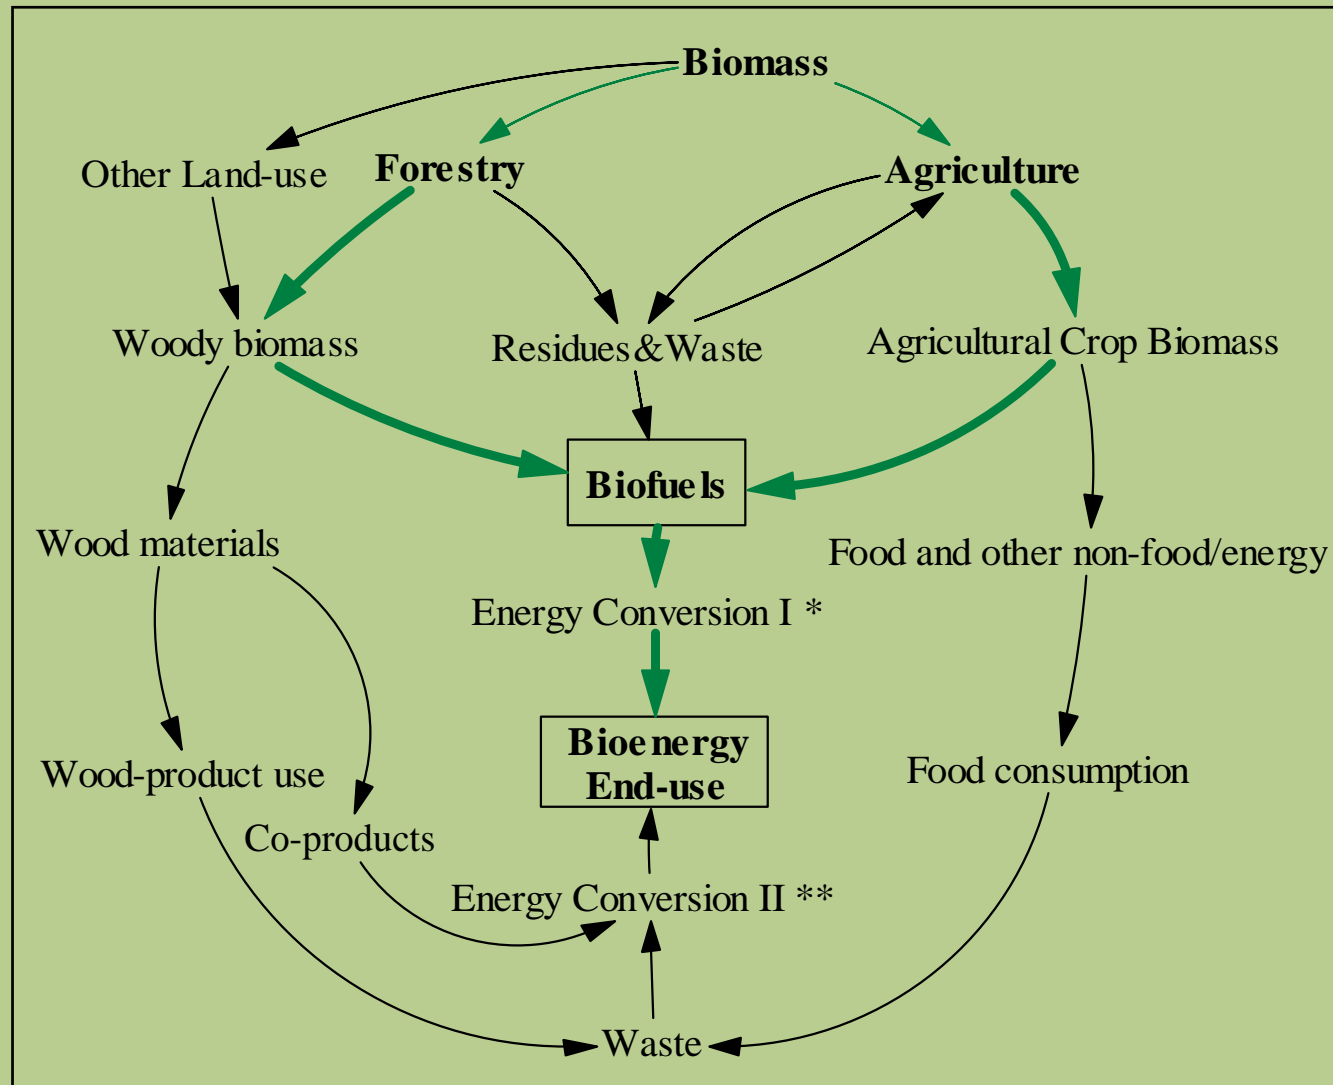 Biomass
Other Land-use
Forestry
Agriculture
Woody biomass
Residues&Waste
Agricultural Crop Biomass
Biofuels
Wood materials
Food and other non-food/energy
Energy Conversion I *
Bioenergy
End-use
Wood-product use
Food consumption
Co-products
Energy Conversion II **
Waste